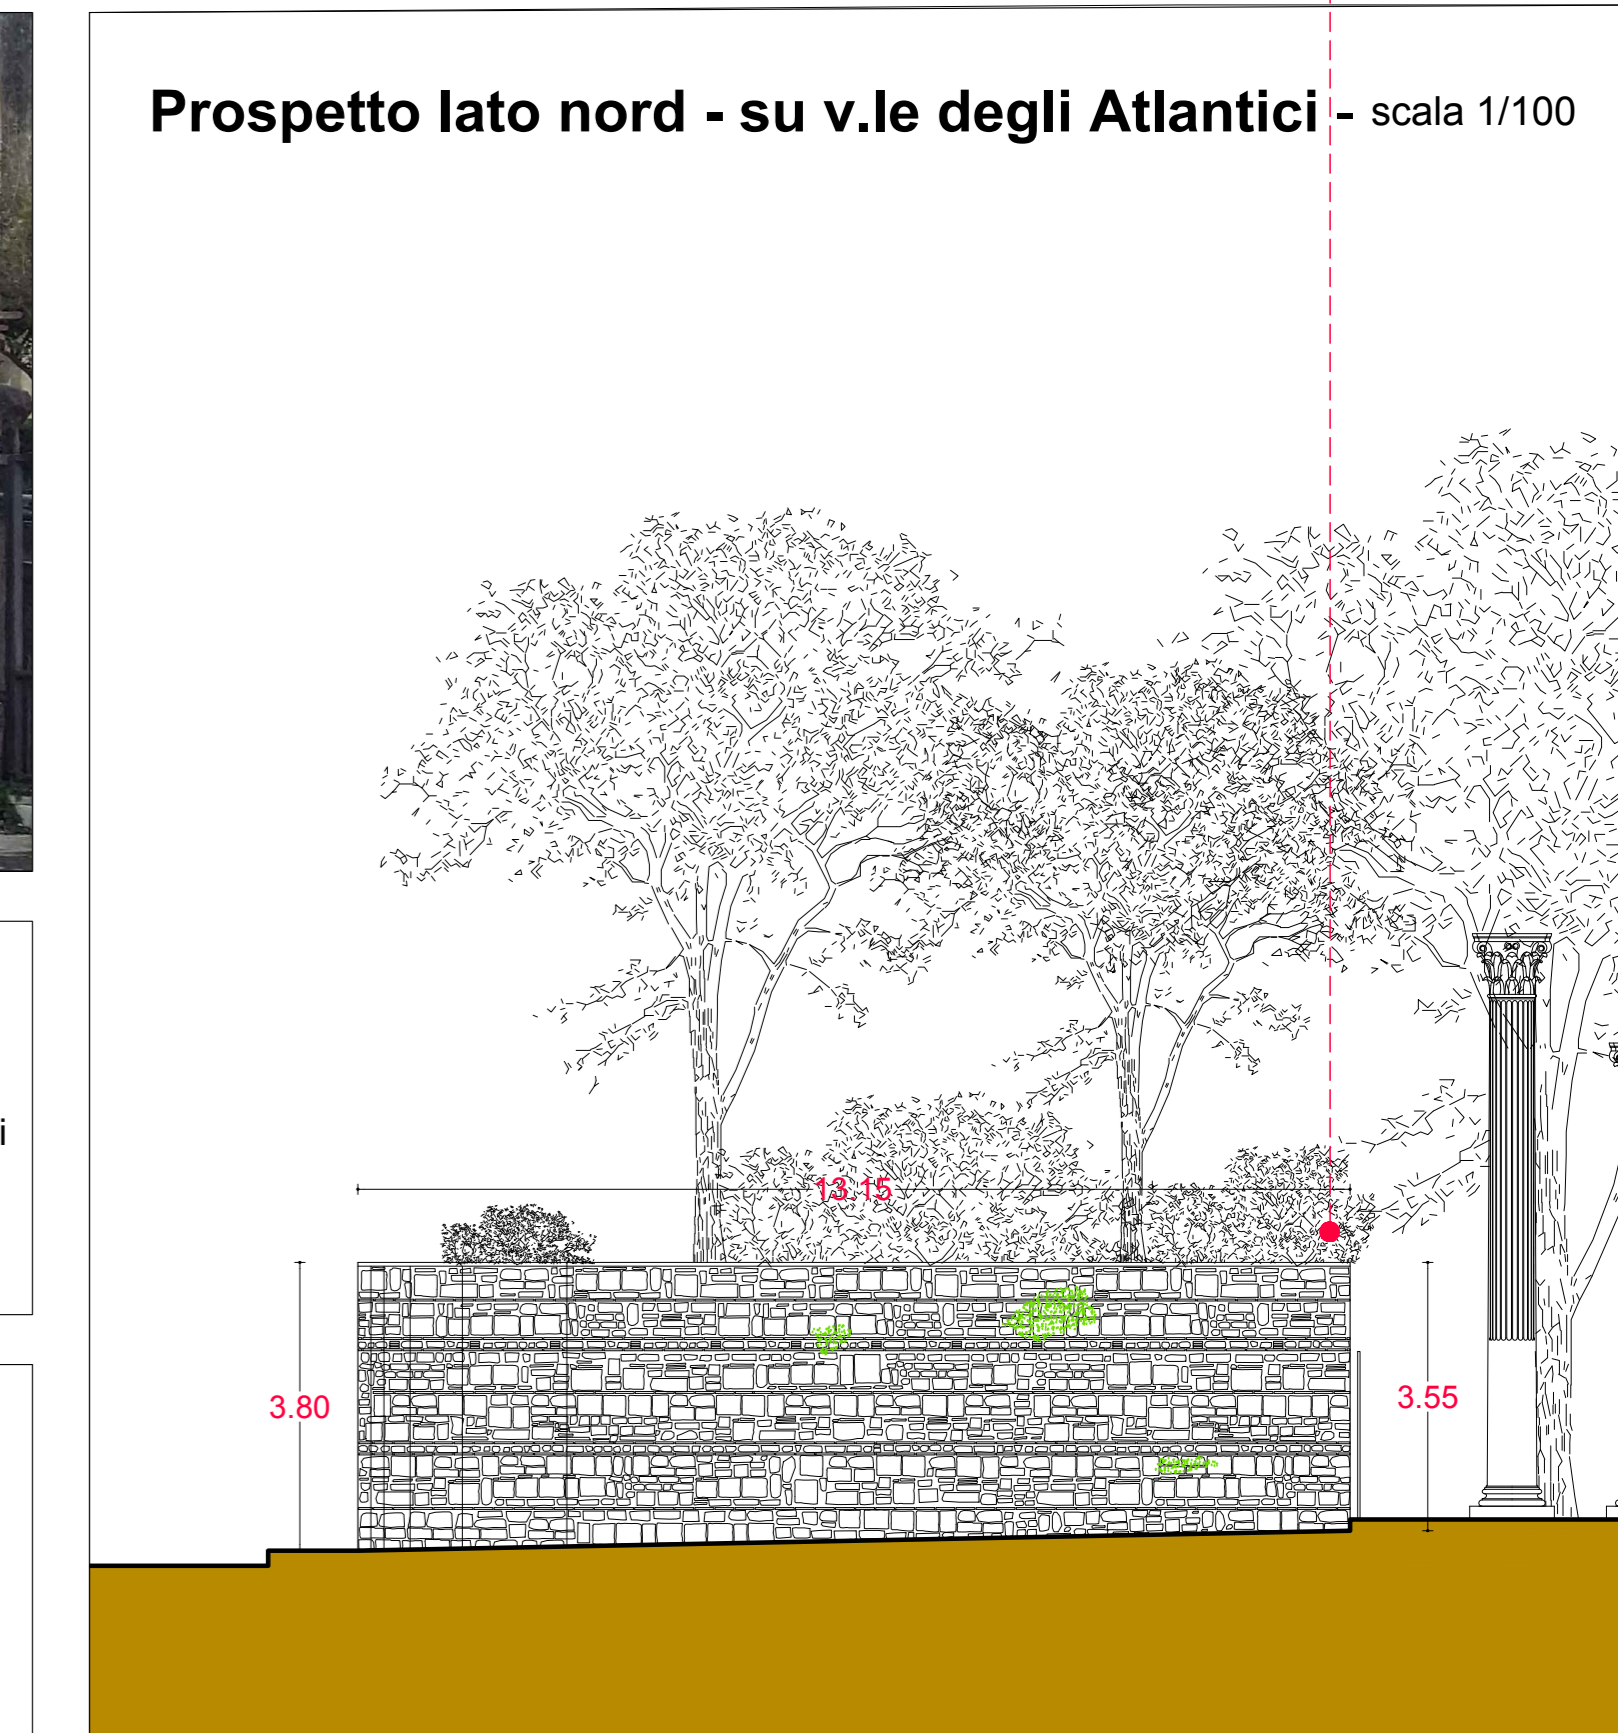 Prospetto lato nord - su v.le degli Atlantici - scala 1/100
i
13.15
3.80
3.55